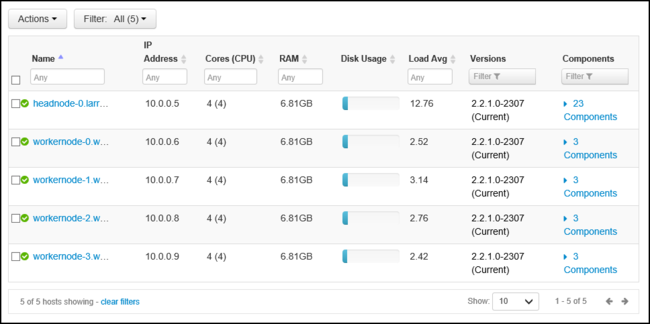 Actions
Filter: All (5)
Name
IP Address
Cores (CPU)
RAM
Disk Usage
Load Avg
Versions
Components
Any Any Any Any Any Filter Filter
headnode-0.larr... 10.0.0.5 4 (4) 6.81GB 12.76 2.2.1.0-2307 (Current) 23 Components
workernode-0.w... 10.0.0.6 4 (4) 6.81GB 2.52 2.2.1.0-2307 (Current) 3 Components
workernode-1.w... 10.0.0.7 4 (4) 6.81GB 3.14 2.2.1.0-2307 (Current) 3 Components
workernode-2.w... 10.0.0.8 4 (4) 6.81GB 2.76 2.2.1.0-2307 (Current) 3 Components
workernode-3.w... 10.0.0.9 4 (4) 6.81GB 2.42 2.2.1.0-2307 (Current) 3 Components
5 of 5 hosts showing - clear filters
Show: 10
1 - 5 of 5